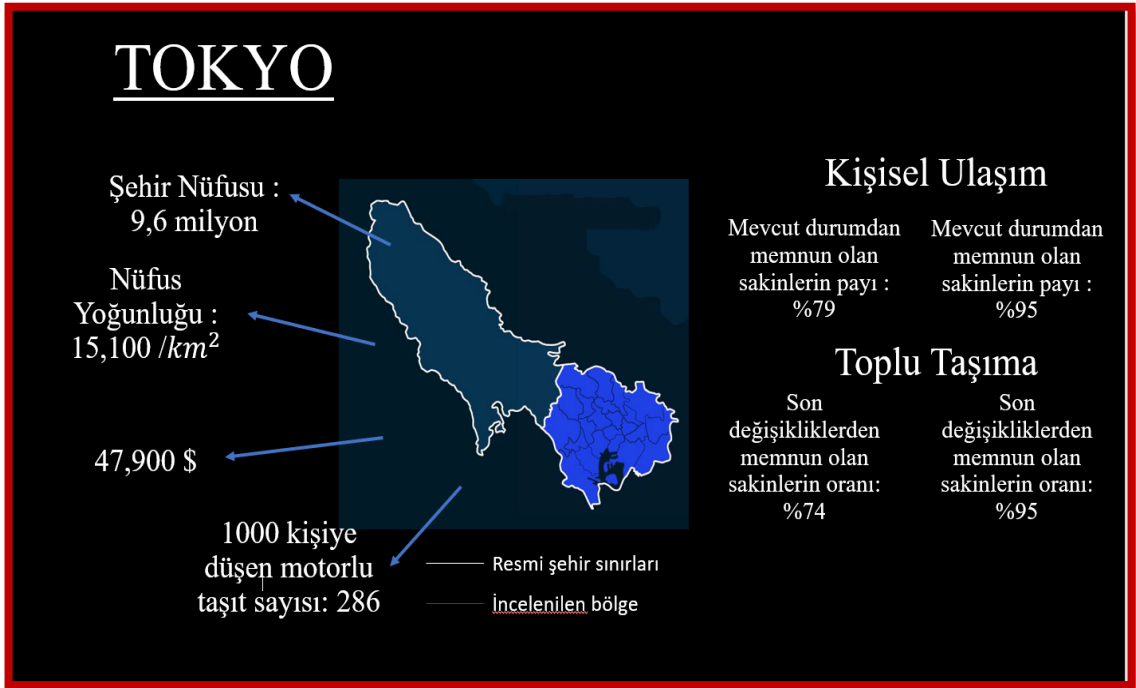 TOKYO
Şehir Nüfusu :
9,6 milyon
Nüfus
Yoğunluğu :
15,100 /km²
47,900 $
1000 kişiye
düşen motorlu
taşıt sayısı: 286
Resmi şehir sınırları
İncelenilen bölge
Kişisel Ulaşım
Mevcut durumdan
memnun olan
sakinlerin payı :
%79
Mevcut durumdan
memnun olan
sakinlerin payı :
%95
Toplu Taşıma
Son
değişikliklerden
memnun olan
sakinlerin oranı:
%74
Son
değişikliklerden
memnun olan
sakinlerin oranı:
%95